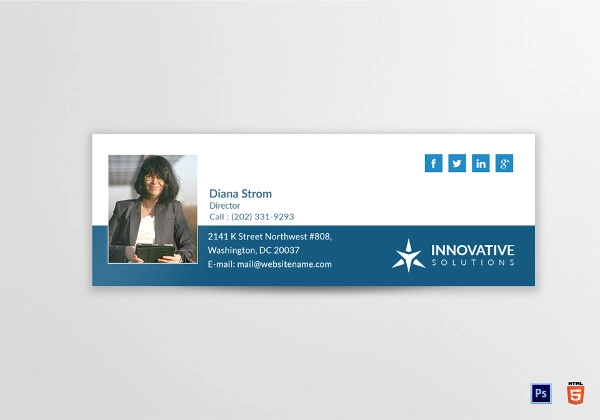 f
in
g+
Diana Strom
Director
Call : (202) 331-9293
2141 K Street Northwest #808,
Washington, DC 20037
E-mail: mail@websitename.com
INNOVATIVE
SOLUTIONS
Ps
HTML
5